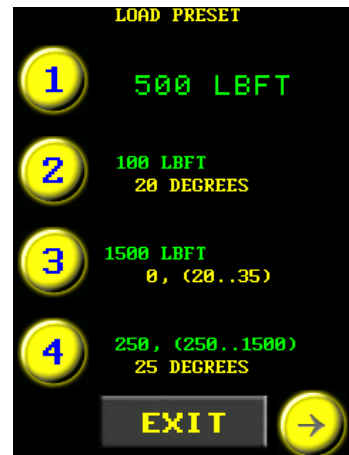 LOAD PRESET
1
500 LBFT
2
100 LBFT
20 DEGREES
3
1500 LBFT
0, (20..35)
4
250, (250..1500)
25 DEGREES
EXIT